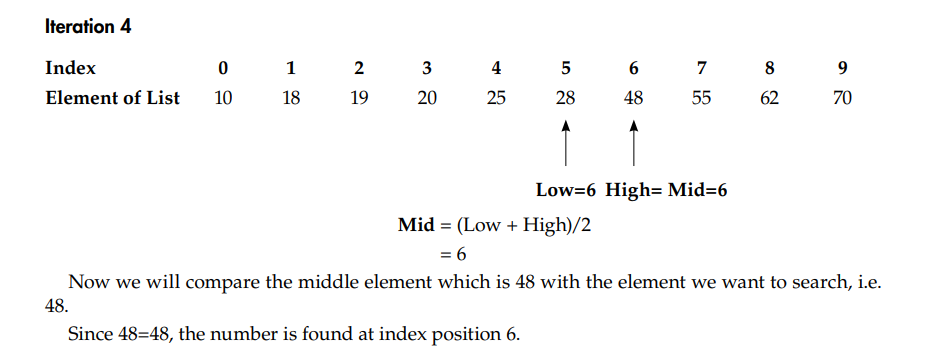 Iteration 4
Index 0 1 2 3 4 5 6 7 8 9
Element of List 10 18 19 20 25 28 48 55 62 70
Low=6 High= Mid=6
Mid = (Low + High)/2
= 6
Now we will compare the middle element which is 48 with the element we want to search, i.e.
48.
Since 48=48, the number is found at index position 6.